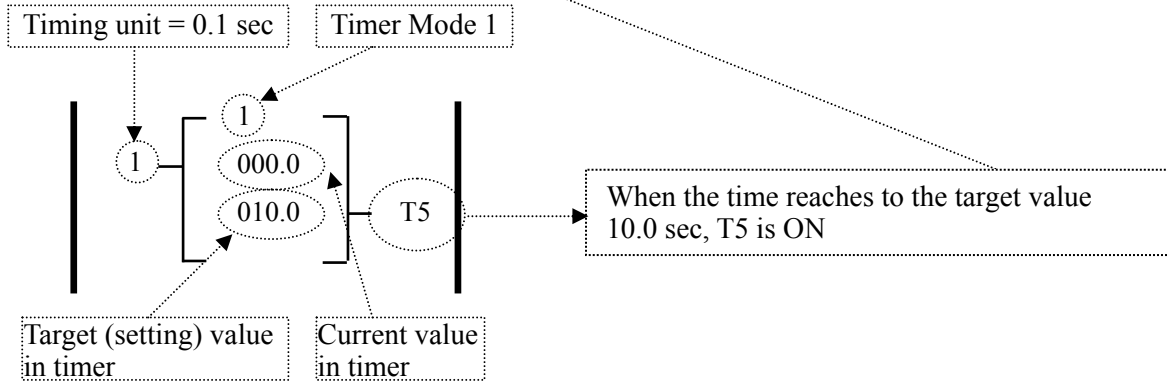 Timing unit = 0.1 sec
Timer Mode 1
1
1
000.0
010.0
T5
When the time reaches to the target value
10.0 sec, T5 is ON
Target (setting) value
in timer
Current value
in timer